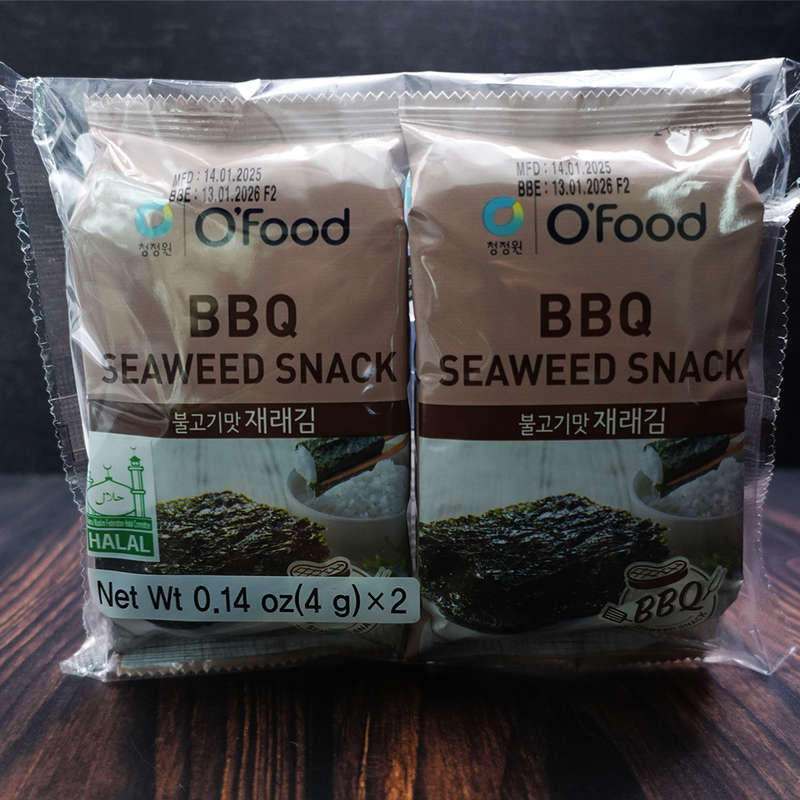 MFD : 14.01.2025
BBE : 13.01.2026 F2
청정원
O'Food
BBQ
SEAWEED SNACK
불고기맛 재래김
حلال
HALAL
Net Wt 0.14 oz(4 g)×2
MFD : 14.01.2025
BBE : 13.01.2026 F2
청정원
O'Food
BBQ
SEAWEED SNACK
불고기맛 재래김
BBQ